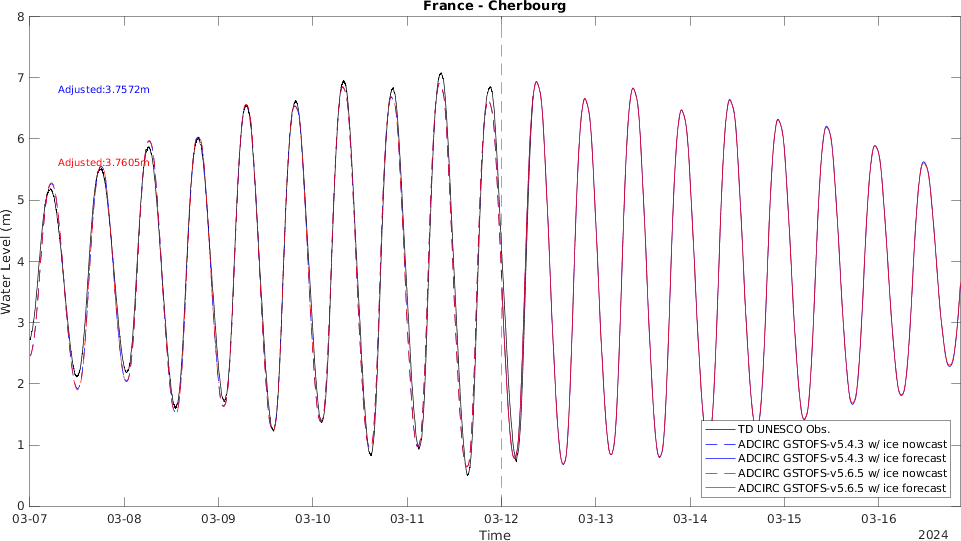 France - Cherbourg
8
7
Adjusted:3.7572m
6
Adjusted:3.7605m
5
4
3
2
1
0
Water Level (m)
TD UNESCO Obs.
ADCIRC GSTOFS-v5.4.3 w/ ice nowcast
ADCIRC GSTOFS-v5.4.3 w/ ice forecast
ADCIRC GSTOFS-v5.6.5 w/ ice nowcast
ADCIRC GSTOFS-v5.6.5 w/ ice forecast
03-07 03-08 03-09 03-10 03-11 03-12 03-13 03-14 03-15 03-16
Time
2024